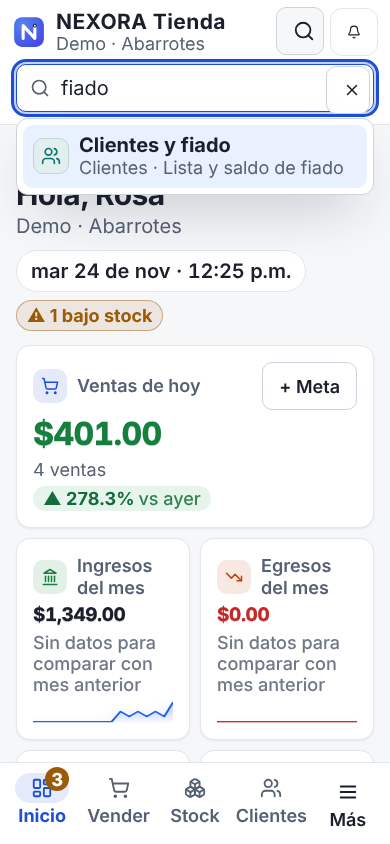 NEXORA Tienda
Demo · Abarrotes
fiado
Clientes y fiado
Clientes · Lista y saldo de fiado
Hola, Rosa
Demo · Abarrotes
mar 24 de nov · 12:25 p.m.
1 bajo stock
Ventas de hoy
+ Meta
$401.00
4 ventas
▲ 278.3% vs ayer
Ingresos
del mes
$1,349.00
Sin datos para
comparar con
mes anterior
Egresos
del mes
$0.00
Sin datos para
comparar con
mes anterior
3
Inicio
Vender
Stock
Clientes
Más